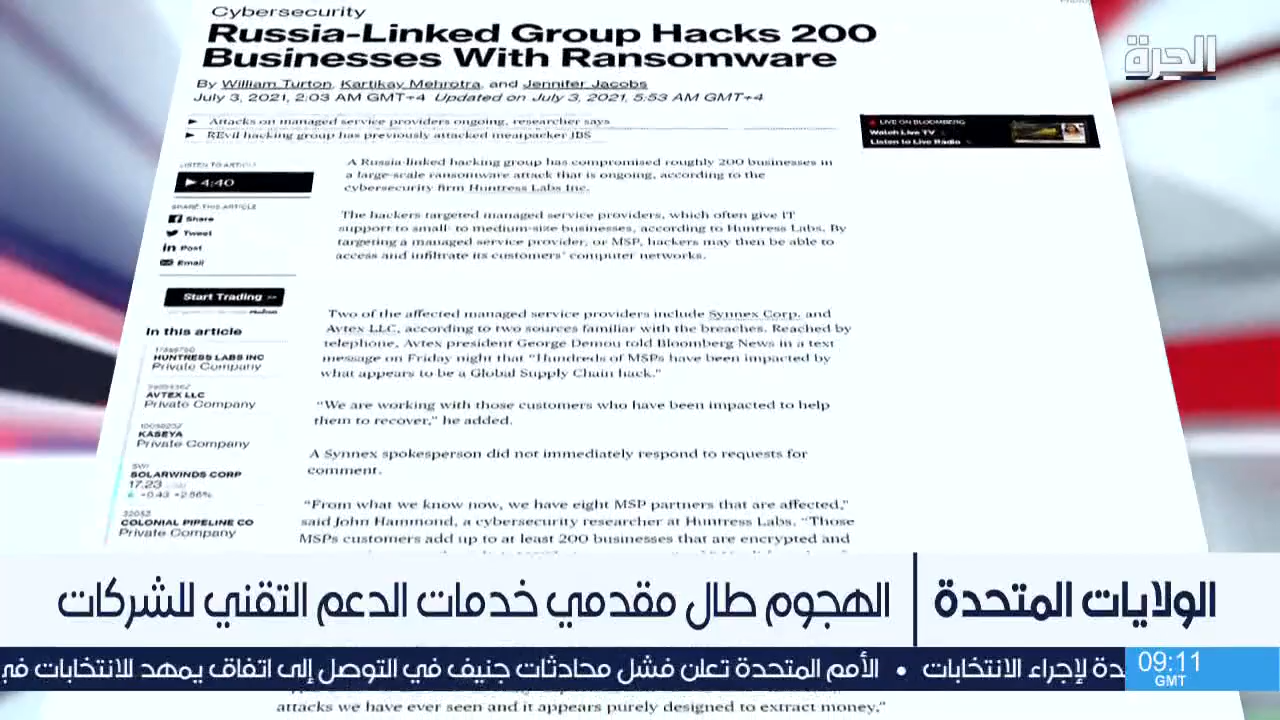 Cybersecurity
Russia-Linked Group Hacks 200
Businesses With Ransomware
By William Turton, Kartikay Mehrotra, and Jennifer Jacobs
July 3, 2021, 2:03 AM GMT+4 Updated on July 3, 2021, 5:53 AM GMT+4
► Attacks on managed service providers ongoing, researcher says
► REvil hacking group has previously attacked meatpacker JBS
الحرة
LIVE ON BLOOMBERG
Watch Live TV
Listen to Live Radio
LISTEN TO ARTICLE
► 4:40
SHARE THIS ARTICLE
Share
Tweet
in Post
Email
Start Trading >>
In this article
HUNTRESS LABS INC
Private Company
AVTEX LLC
Private Company
KASEYA
Private Company
SOLARWINDS CORP
17.23
COLONIAL PIPELINE CO
Private Company
A Russia-linked hacking group has compromised roughly 200 businesses in
a large-scale ransomware attack that is ongoing, according to the
cybersecurity firm Huntress Labs Inc.
The hackers targeted managed service providers, which often give IT
support to small- to medium-size businesses, according to Huntress Labs. By
targeting a managed service provider, or MSP, hackers may then be able to
access and infiltrate its customers' computer networks.
Two of the affected managed service providers include Synnex Corp. and
Avtex LLC, according to two sources familiar with the breaches. Reached by
telephone, Avtex president George Demou told Bloomberg News in a text
message on Friday night that "Hundreds of MSPs have been impacted by
what appears to be a Global Supply Chain hack."
"We are working with those customers who have been impacted to help
them to recover," he added.
A Synnex spokesperson did not immediately respond to requests for
comment.
"From what we know now, we have eight MSP partners that are affected,"
said John Hammond, a cybersecurity researcher at Huntress Labs. "Those
MSPs customers add up to at least 200 businesses that are encrypted and
الولايات المتحدة
الهجوم طال مقدمي خدمات الدعم التقني للشركات
دة لإجراء الانتخابات • الأمم المتحدة تعلن فشل محادثات جنيف في التوصل إلى اتفاق يمهد للانتخابات في
09:11
GMT
attacks we have ever seen and it appears purely designed to extract money,"